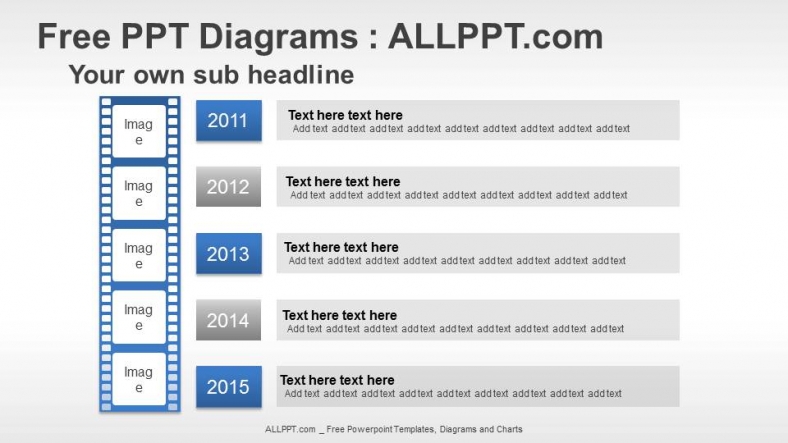 Free PPT Diagrams : ALLPPT.com
Your own sub headline
Imag
e
2011
Text here text here
Add text add text add text add text add text add text add text add text add text
Imag
e
2012
Text here text here
Add text add text add text add text add text add text add text add text add text
Imag
e
2013
Text here text here
Add text add text add text add text add text add text add text add text add text
Imag
e
2014
Text here text here
Add text add text add text add text add text add text add text add text add text
Imag
e
2015
Text here text here
Add text add text add text add text add text add text add text add text add text
ALLPPT.com _ Free Powerpoint Templates, Diagrams and Charts